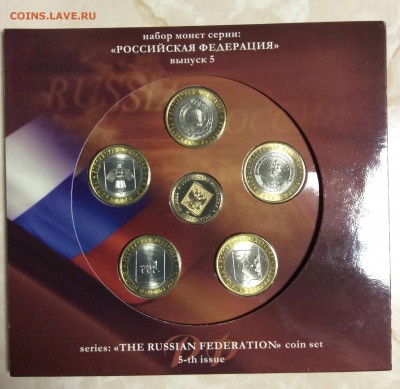 COINS.LAVE.RU
набор монет серии:
«РОССИЙСКАЯ ФЕДЕРАЦИЯ»
выпуск 5
RUSSIA
series: «THE RUSSIAN FEDERATION» coin set
5-th issue